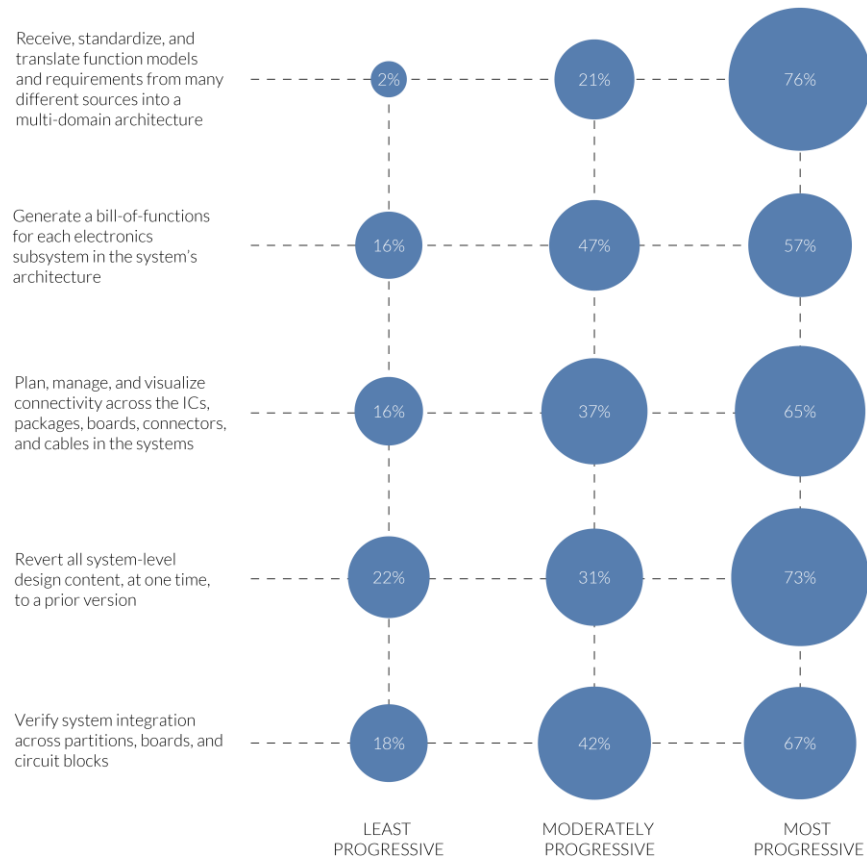 Receive, standardize, and
translate function models
and requirements from many
different sources into a
multi-domain architecture
2%
21%
76%
Generate a bill-of-functions
for each electronics
subsystem in the system's
architecture
16%
47%
57%
Plan, manage, and visualize
connectivity across the ICs,
packages, boards, connectors,
and cables in the systems
16%
37%
65%
Revert all system-level
design content, at one time,
to a prior version
22%
31%
73%
Verify system integration
across partitions, boards, and
circuit blocks
18%
42%
67%
LEAST
PROGRESSIVE
MODERATELY
PROGRESSIVE
MOST
PROGRESSIVE